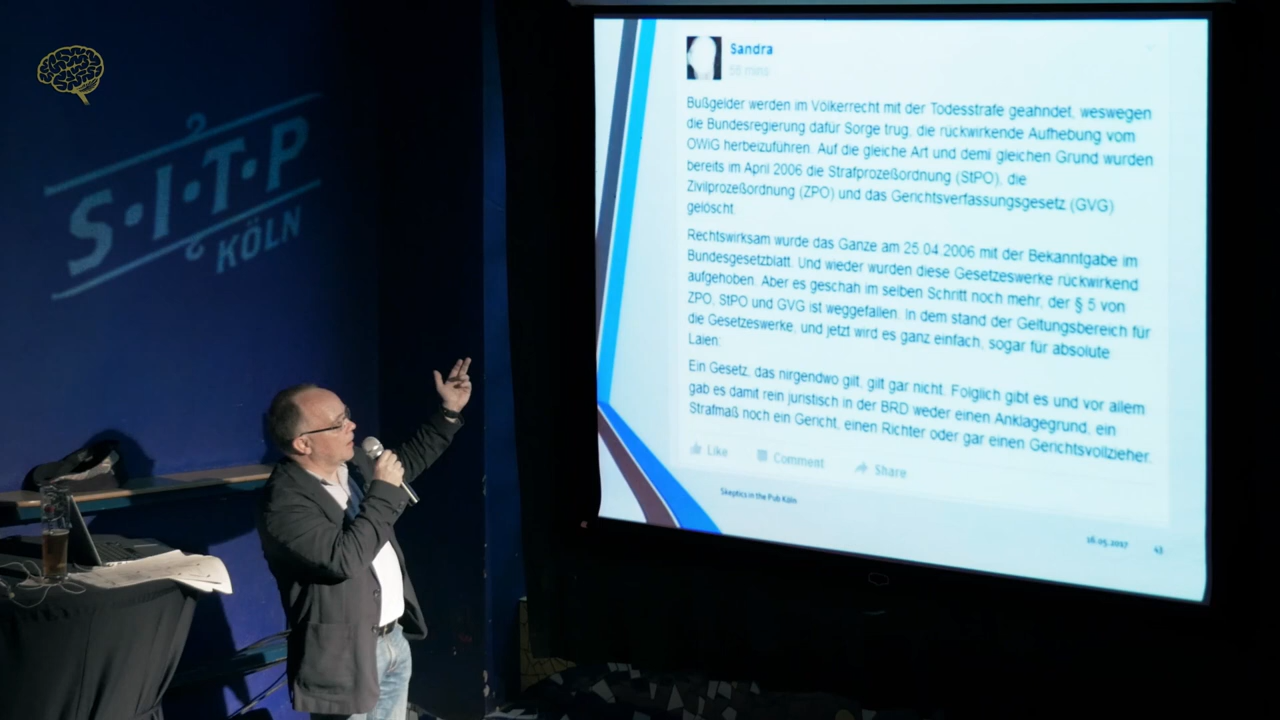 S·I·T·P
KÖLN
Sandra
56 mins
Bußgelder werden im Völkerrecht mit der Todesstrafe geahndet, weswegen
die Bundesregierung dafür Sorge trug, die rückwirkende Aufhebung vom
OWiG herbeizuführen. Auf die gleiche Art und demi gleichen Grund wurden
bereits im April 2006 die Strafprozeßordnung (StPO), die
Zivilprozeßordnung (ZPO) und das Gerichtsverfassungsgesetz (GVG)
gelöscht.
Rechtswirksam wurde das Ganze am 25.04.2006 mit der Bekanntgabe im
Bundesgesetzblatt. Und wieder wurden diese Gesetzeswerke rückwirkend
aufgehoben. Aber es geschah im selben Schritt noch mehr, der § 5 von
ZPO, StPO und GVG ist weggefallen. In dem stand der Geltungsbereich für
die Gesetzeswerke, und jetzt wird es ganz einfach, sogar für absolute
Laien:
Ein Gesetz, das nirgendwo gilt, gilt gar nicht. Folglich gibt es und vor allem
gab es damit rein juristisch in der BRD weder einen Anklagegrund, ein
Strafmaß noch ein Gericht, einen Richter oder gar einen Gerichtsvollzieher.
Like Comment Share
Skeptics in the Pub Köln
16.05.2017 43